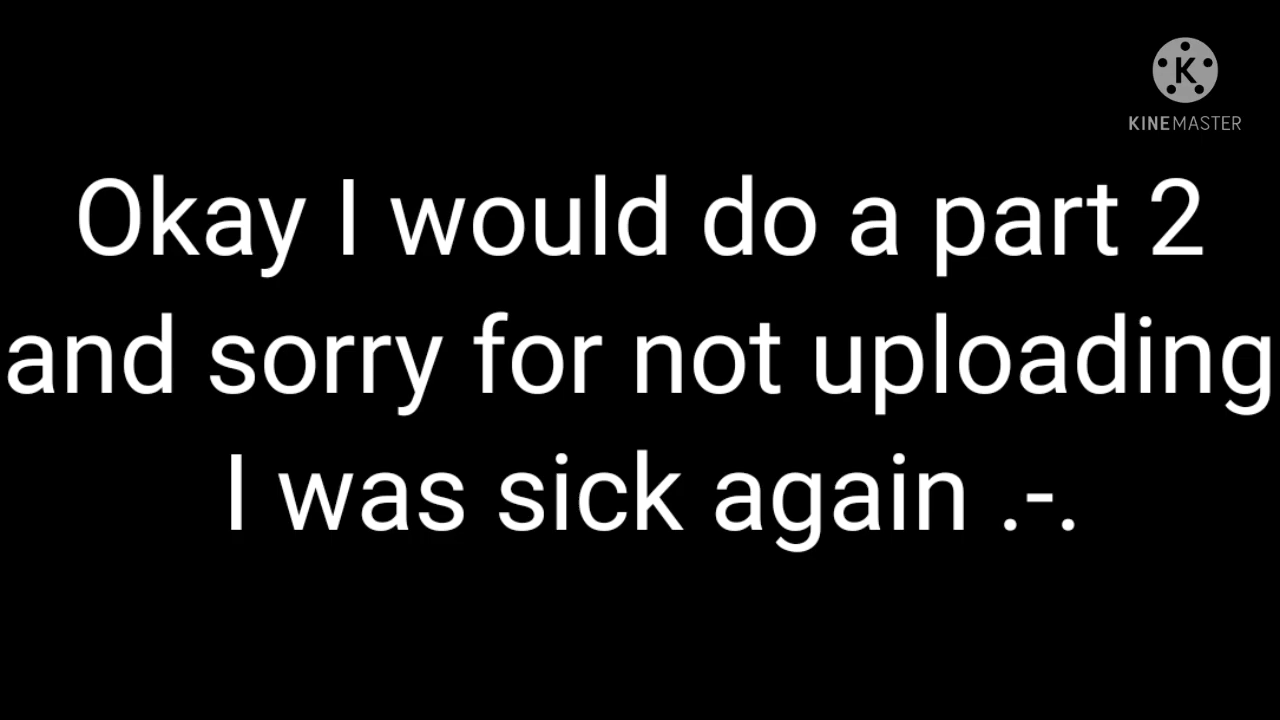 K
KINEMASTER
Okay I would do a part 2
and sorry for not uploading
I was sick again .-.